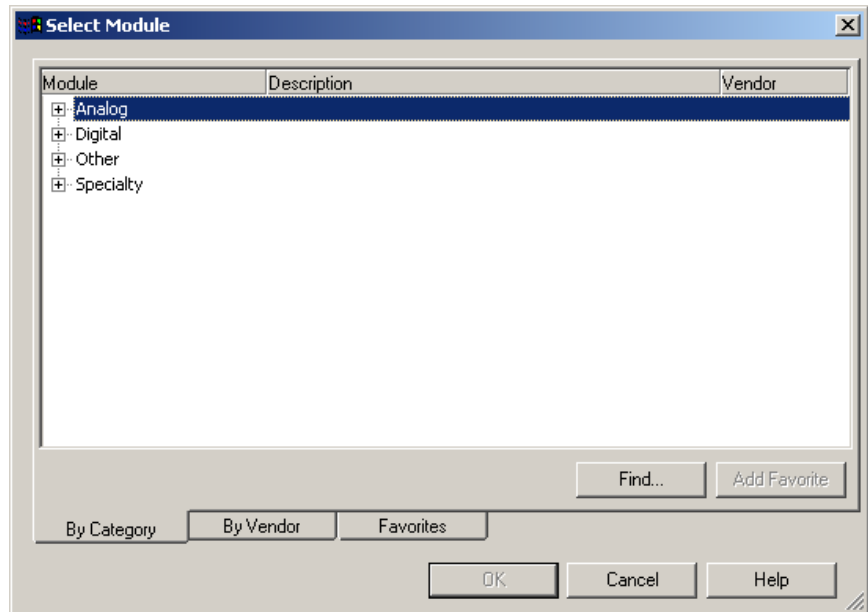 Select Module
Module Description Vendor
Analog
Digital
Other
Specialty
Find... Add Favorite
By Category By Vendor Favorites
OK Cancel Help